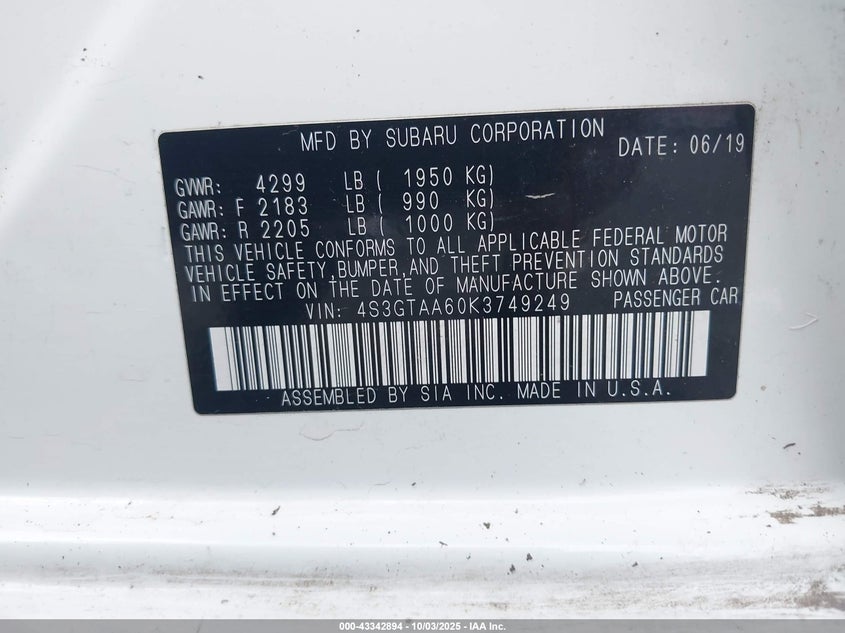 MFD BY SUBARU CORPORATION
DATE: 06/19
GVWR: 4299 LB ( 1950 KG)
GAWR: F 2183 LB ( 990 KG)
GAWR: R 2205 LB ( 1000 KG)
THIS VEHICLE CONFORMS TO ALL APPLICABLE FEDERAL MOTOR
VEHICLE SAFETY,BUMPER,AND THEFT PREVENTION STANDARDS
IN EFFECT ON THE DATE OF MANUFACTURE SHOWN ABOVE.
VIN: 4S3GTAA60K3749249 PASSENGER CAR
ASSEMBLED BY SIA INC. MADE IN U.S.A.
000-43342894 - 10/03/2025 - IAA Inc.